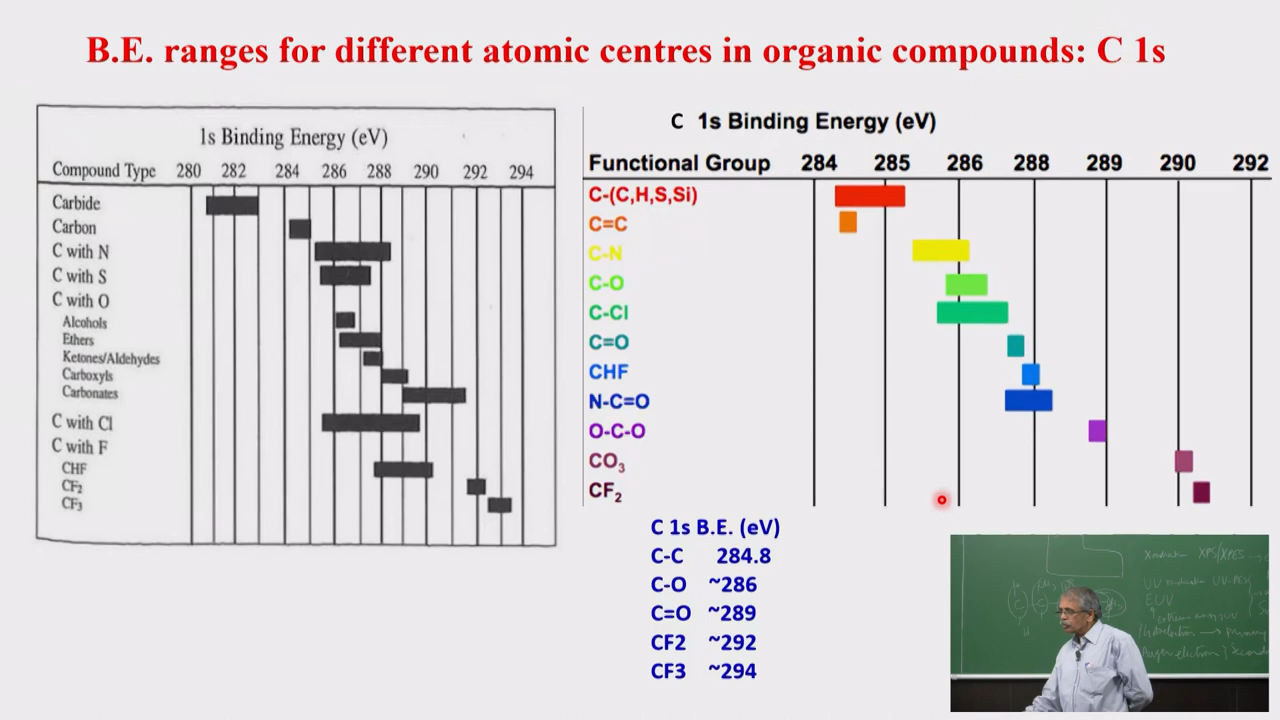 B.E. ranges for different atomic centres in organic compounds: C 1s
1s Binding Energy (eV)
Compound Type 280 282 284 286 288 290 292 294
Carbide
Carbon
C with N
C with S
C with O
Alcohols
Ethers
Ketones/Aldehydes
Carboxyls
Carbonates
C with Cl
C with F
CHF
CF₂
CF₃
C 1s Binding Energy (eV)
Functional Group 284 285 286 288 289 290 292
C-(C,H,S,Si)
C=C
C-N
C-O
C-Cl
C=O
CHF
N-C=O
O-C-O
CO₃
CF₂
C 1s B.E. (eV)
C-C 284.8
C-O ~286
C=O ~289
CF2 ~292
CF3 ~294
XPS/XPES
EUV